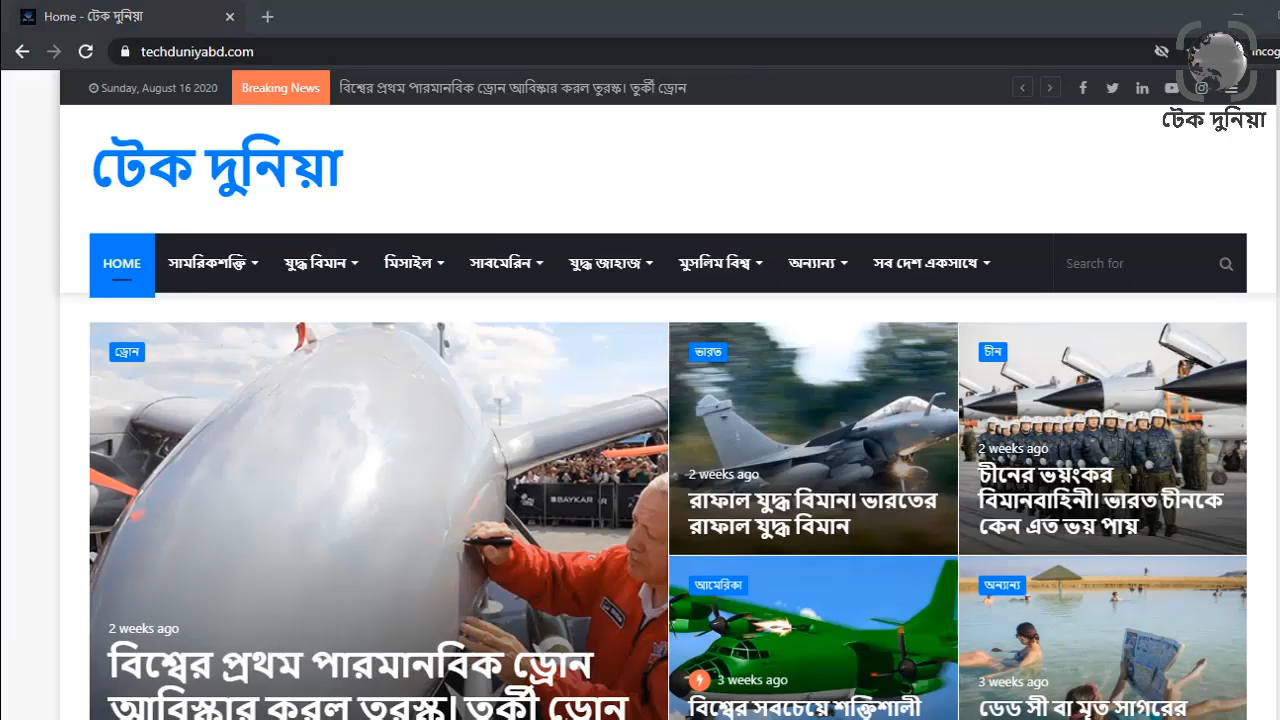 Home - টেক দুনিয়া
techduniyabd.com
Incog
Sunday, August 16 2020
Breaking News
বিশ্বের প্রথম পারমানবিক ড্রোন আবিস্কার করল তুরস্ক। তুর্কী ড্রোন
টেক দুনিয়া
টেক দুনিয়া
HOME
সামরিকশক্তি
যুদ্ধ বিমান
মিসাইল
সাবমেরিন
যুদ্ধ জাহাজ
মুসলিম বিশ্ব
অন্যান্য
সব দেশ একসাথে
Search for
ড্রোন
BAYKAR
2 weeks ago
বিশ্বের প্রথম পারমানবিক ড্রোন
আবিস্কার করল তুরস্ক। তুর্কী ড্রোন
ভারত
2 weeks ago
রাফাল যুদ্ধ বিমান। ভারতের
রাফাল যুদ্ধ বিমান
চীন
2 weeks ago
চীনের ভয়ংকর
বিমানবাহিনী। ভারত চীনকে
কেন এত ভয় পায়
আমেরিকা
3 weeks ago
বিশ্বের সবচেয়ে শক্তিশালী
অন্যান্য
3 weeks ago
ডেড সী বা মৃত সাগরের